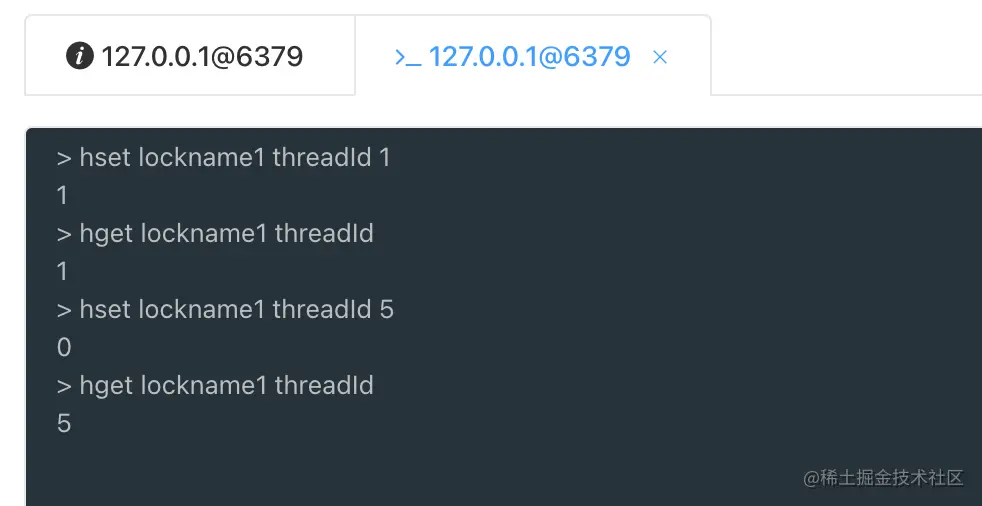 127.0.0.1@6379
>_ 127.0.0.1@6379 ×
> hset lockname1 threadId 1
1
> hget lockname1 threadId
1
> hset lockname1 threadId 5
0
> hget lockname1 threadId
5
@稀土掘金技术社区